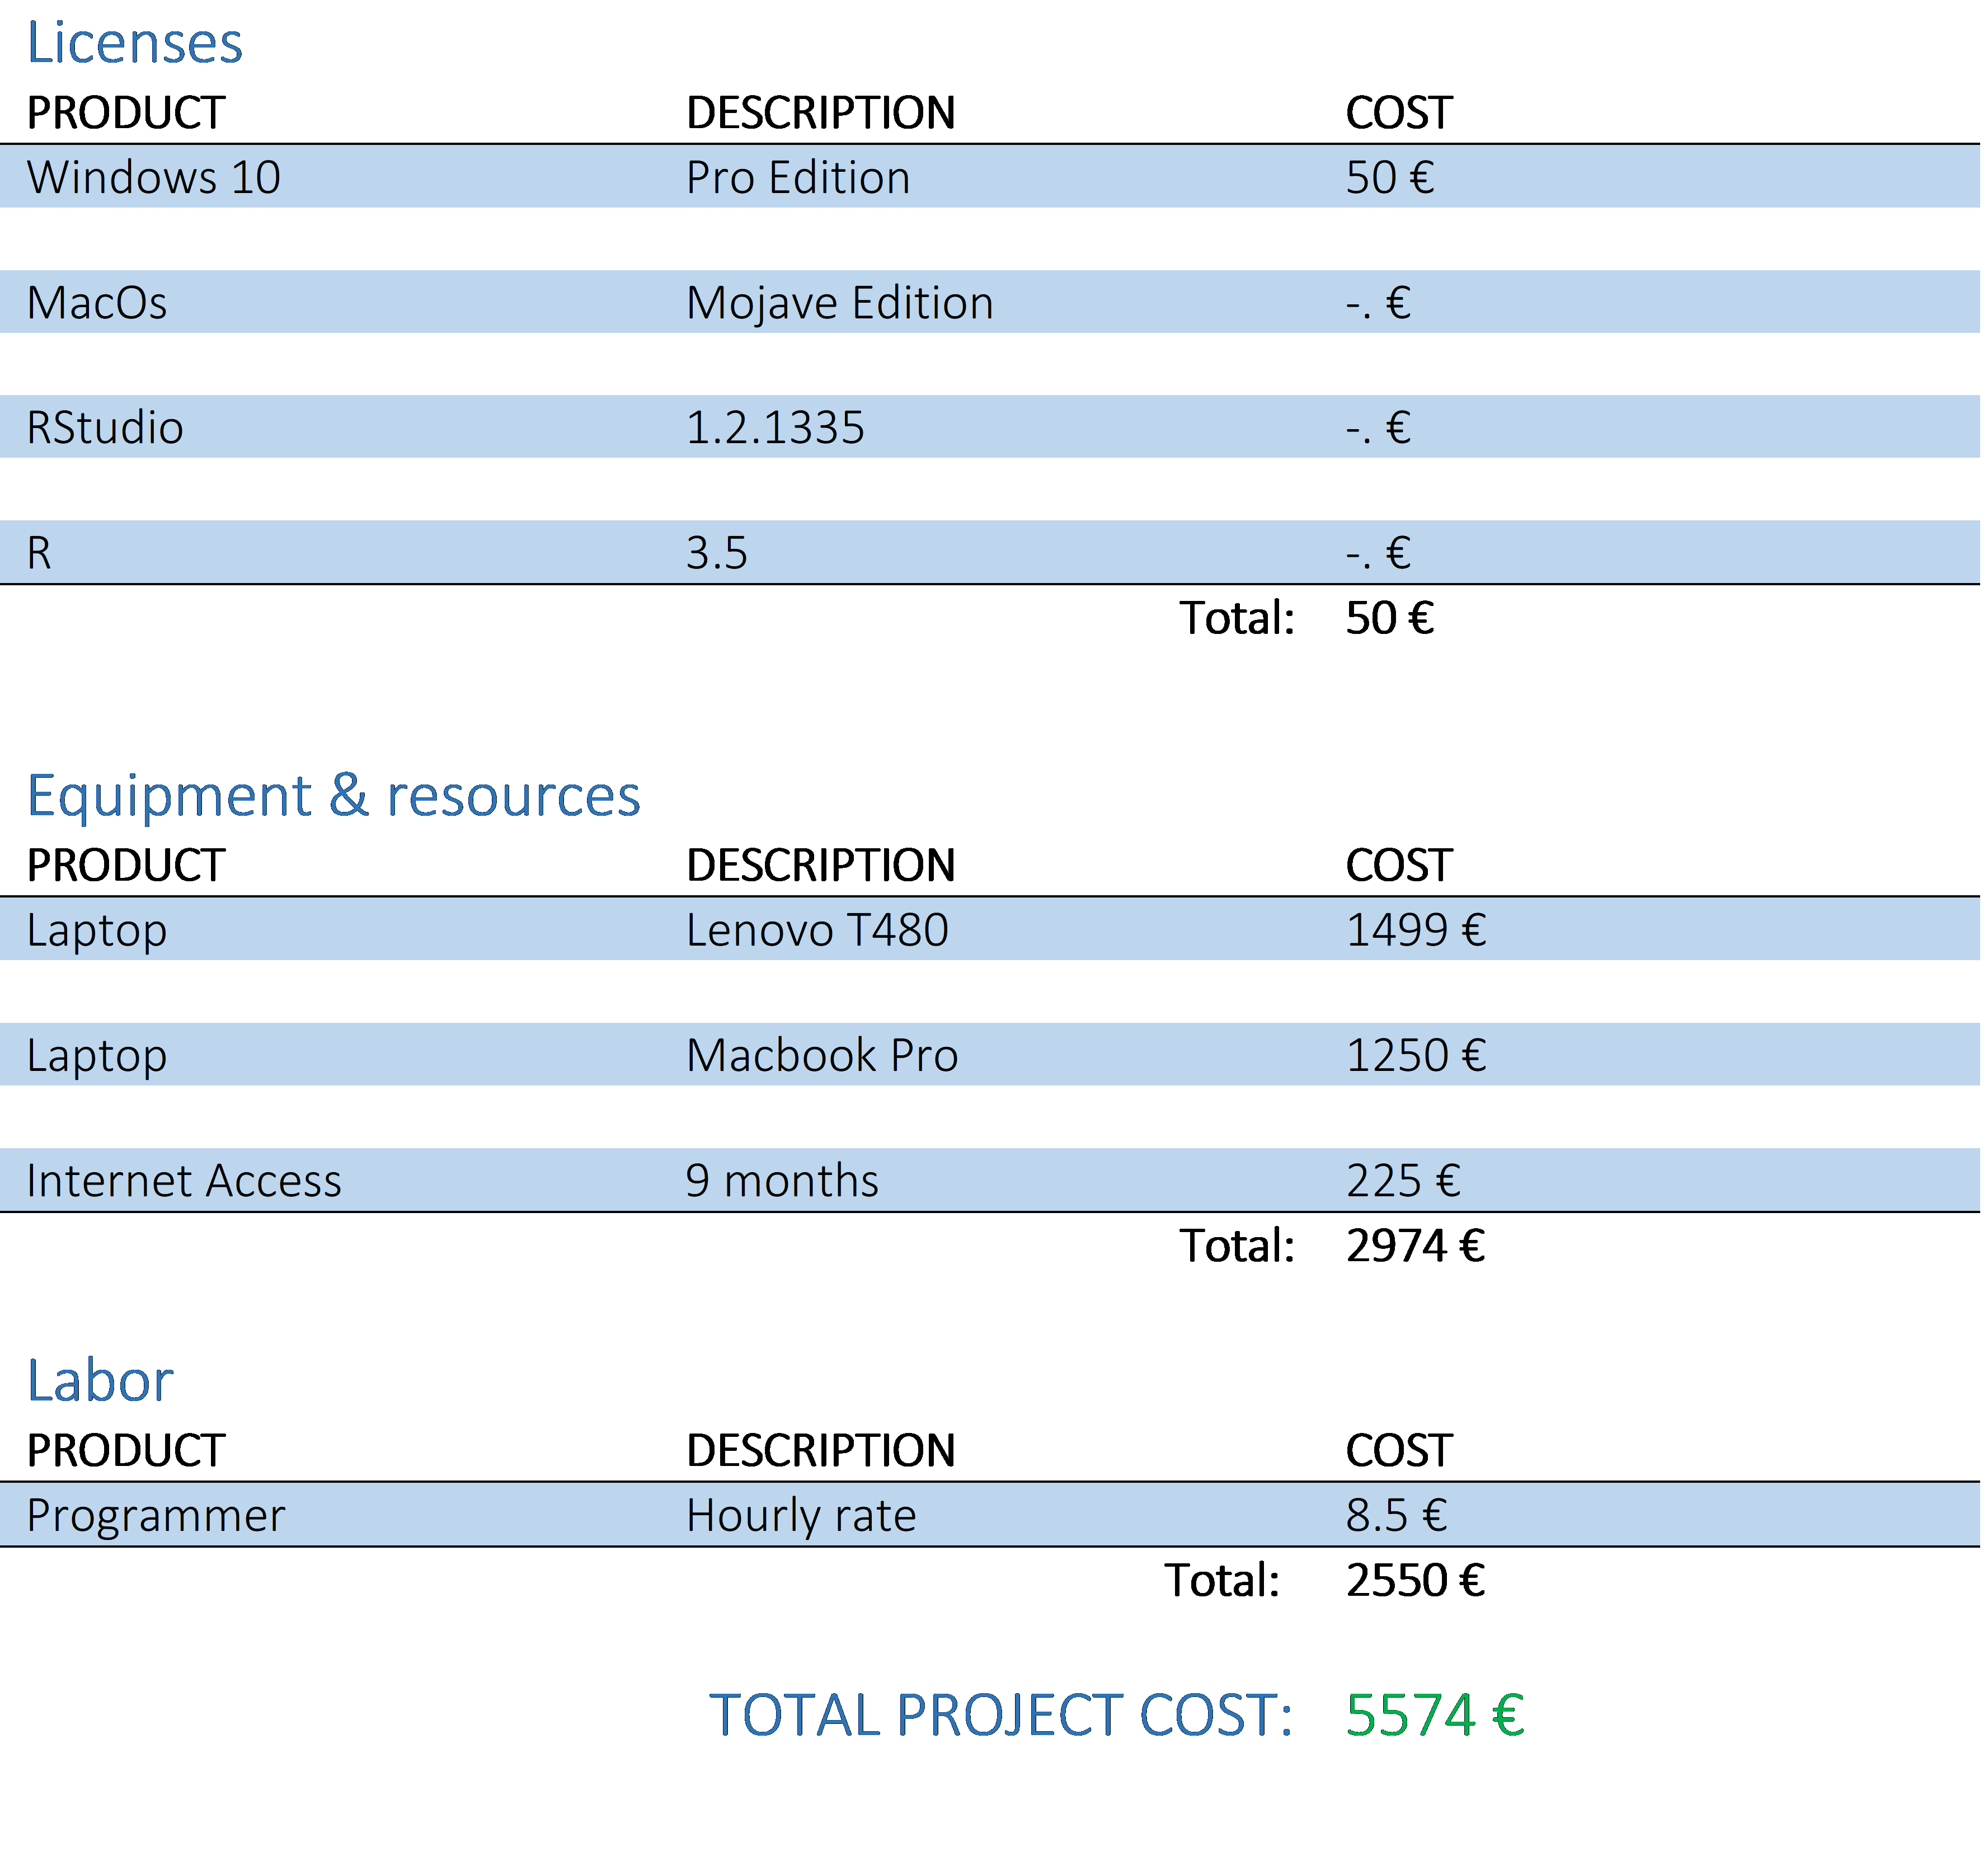 Licenses
PRODUCT DESCRIPTION COST
Windows 10 Pro Edition 50 €
MacOs Mojave Edition -. €
RStudio 1.2.1335 -. €
R 3.5 -. €
Total: 50 €
Equipment & resources
PRODUCT DESCRIPTION COST
Laptop Lenovo T480 1499 €
Laptop Macbook Pro 1250 €
Internet Access 9 months 225 €
Total: 2974 €
Labor
PRODUCT DESCRIPTION COST
Programmer Hourly rate 8.5 €
Total: 2550 €
TOTAL PROJECT COST: 5574 €